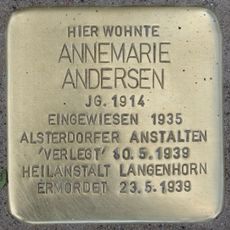 HIER WOHNTE
ANNEMARIE
ANDERSEN
JG. 1914
EINGEWIESEN 1935
ALSTERDORFER ANSTALTEN
'VERLEGT' 10.5.1939
HEILANSTALT LANGENHORN
ERMORDET 23.5.1939